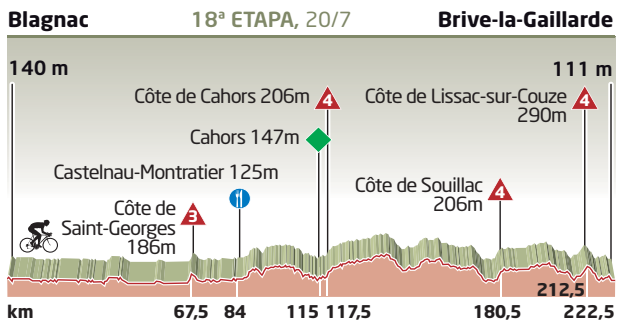 Blagnac 18ª ETAPA, 20/7 Brive-la-Gaillarde
140 m 111 m
Côte de Cahors 206m 4
Côte de Lissac-sur-Couze 4
290m
Cahors 147m
Castelnau-Montratier 125m
Côte de Souillac 4
206m
Côte de 3
Saint-Georges
186m
212,5
km 67,5 84 115 117,5 180,5 222,5